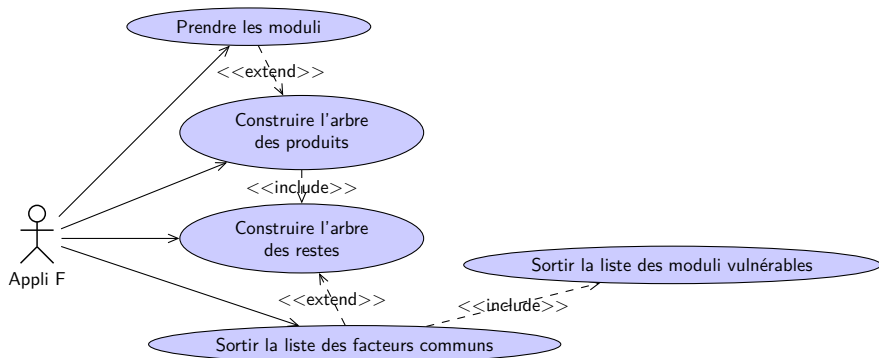 Prendre les moduli
<<extend>>
Construire l'arbre
des produits
<<include>>
Construire l'arbre
des restes
Appli F
Sortir la liste des moduli vulnérables
<<extend>>
<<include>>
Sortir la liste des facteurs communs